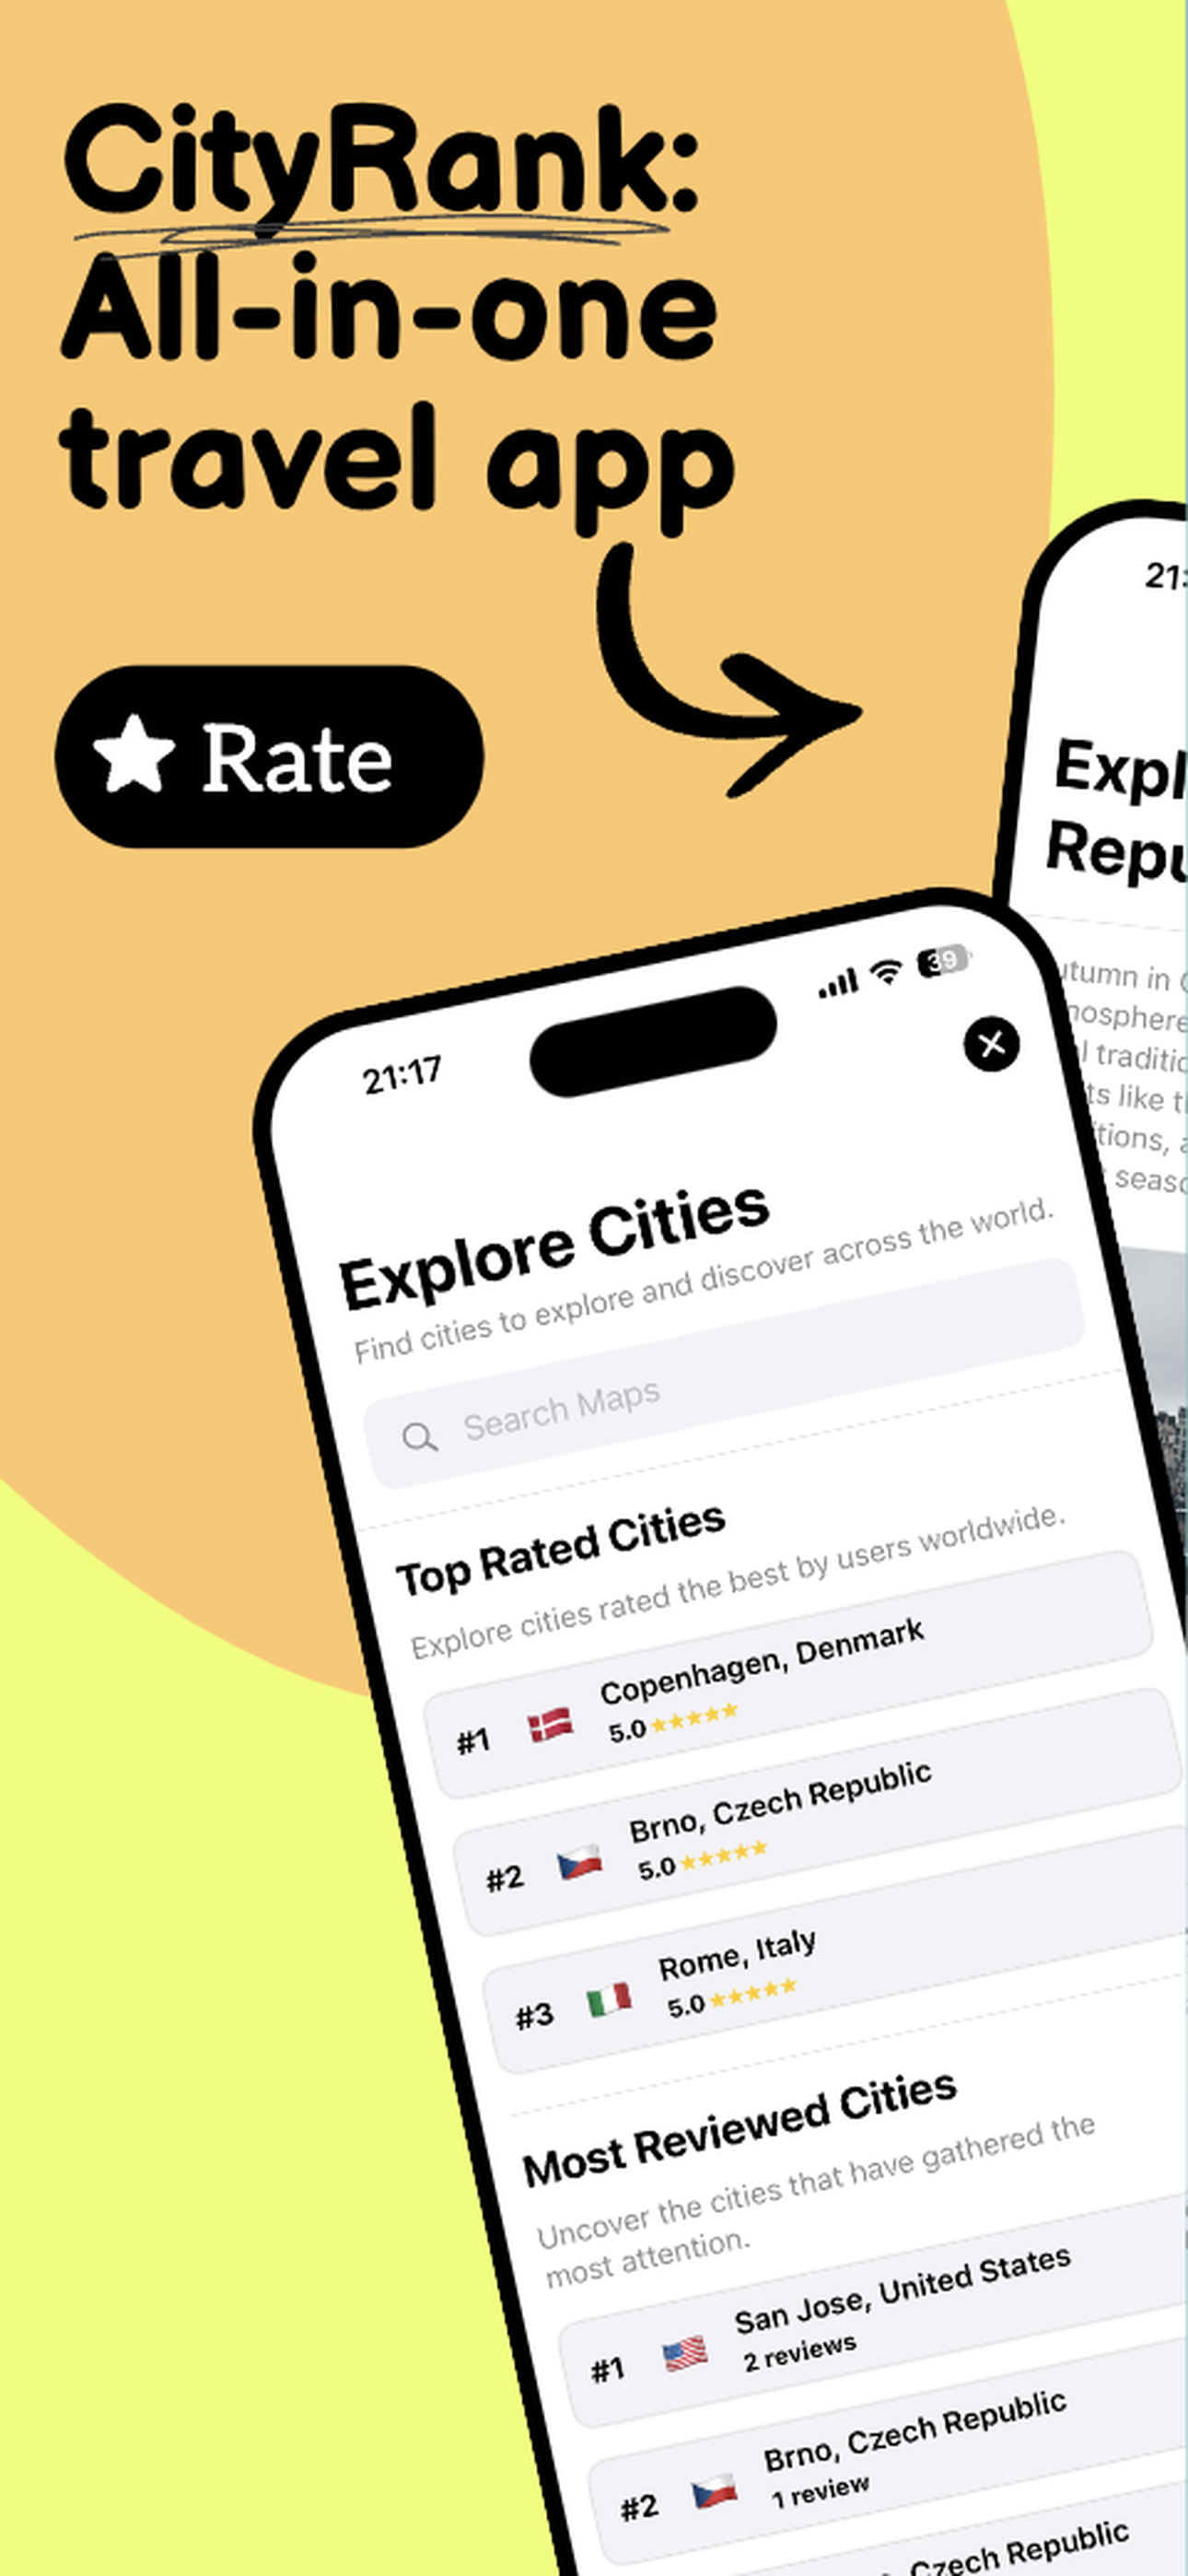 CityRank:
All-in-one
travel app
Rate
21:
Expl
Repu
utumn in
nosphere
l traditio
ts like t
tions,
seaso
21:17
39
Explore Cities
Find cities to explore and discover across the world.
Search Maps
Top Rated Cities
Explore cities rated the best by users worldwide.
#1 Copenhagen, Denmark
5.0
#2 Brno, Czech Republic
5.0
#3 Rome, Italy
5.0
Most Reviewed Cities
Uncover the cities that have gathered the
most attention.
#1 San Jose, United States
2 reviews
#2 Brno, Czech Republic
1 review
Czech Republic